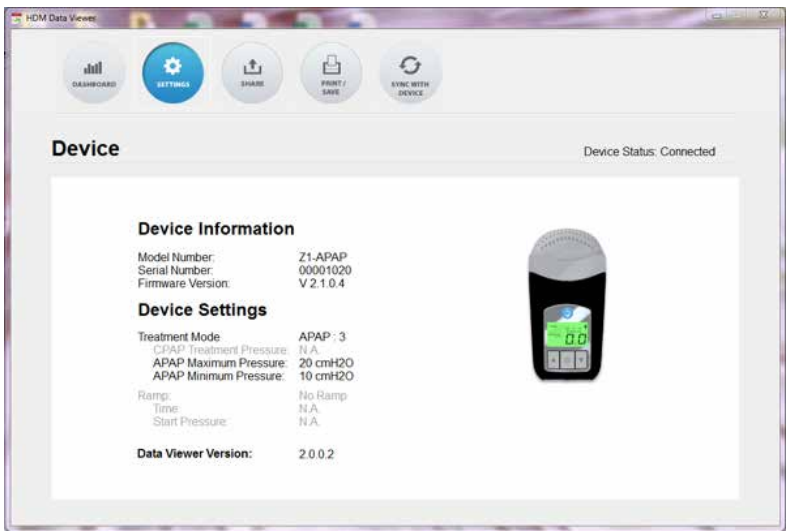 HDM Data Viewer
DASHBOARD
SETTINGS
SHARE
PRINT /
SAVE
SYNC WITH
DEVICE
Device
Device Status: Connected
Device Information
Model Number: Z1-APAP
Serial Number: 00001020
Firmware Version: V 2.1.0.4
Device Settings
Treatment Mode APAP : 3
CPAP Treatment Pressure: N.A.
APAP Maximum Pressure: 20 cmH2O
APAP Minimum Pressure: 10 cmH2O
Ramp: No Ramp
Time: N.A.
Start Pressure: N.A.
Data Viewer Version: 2.0.0.2
0.0